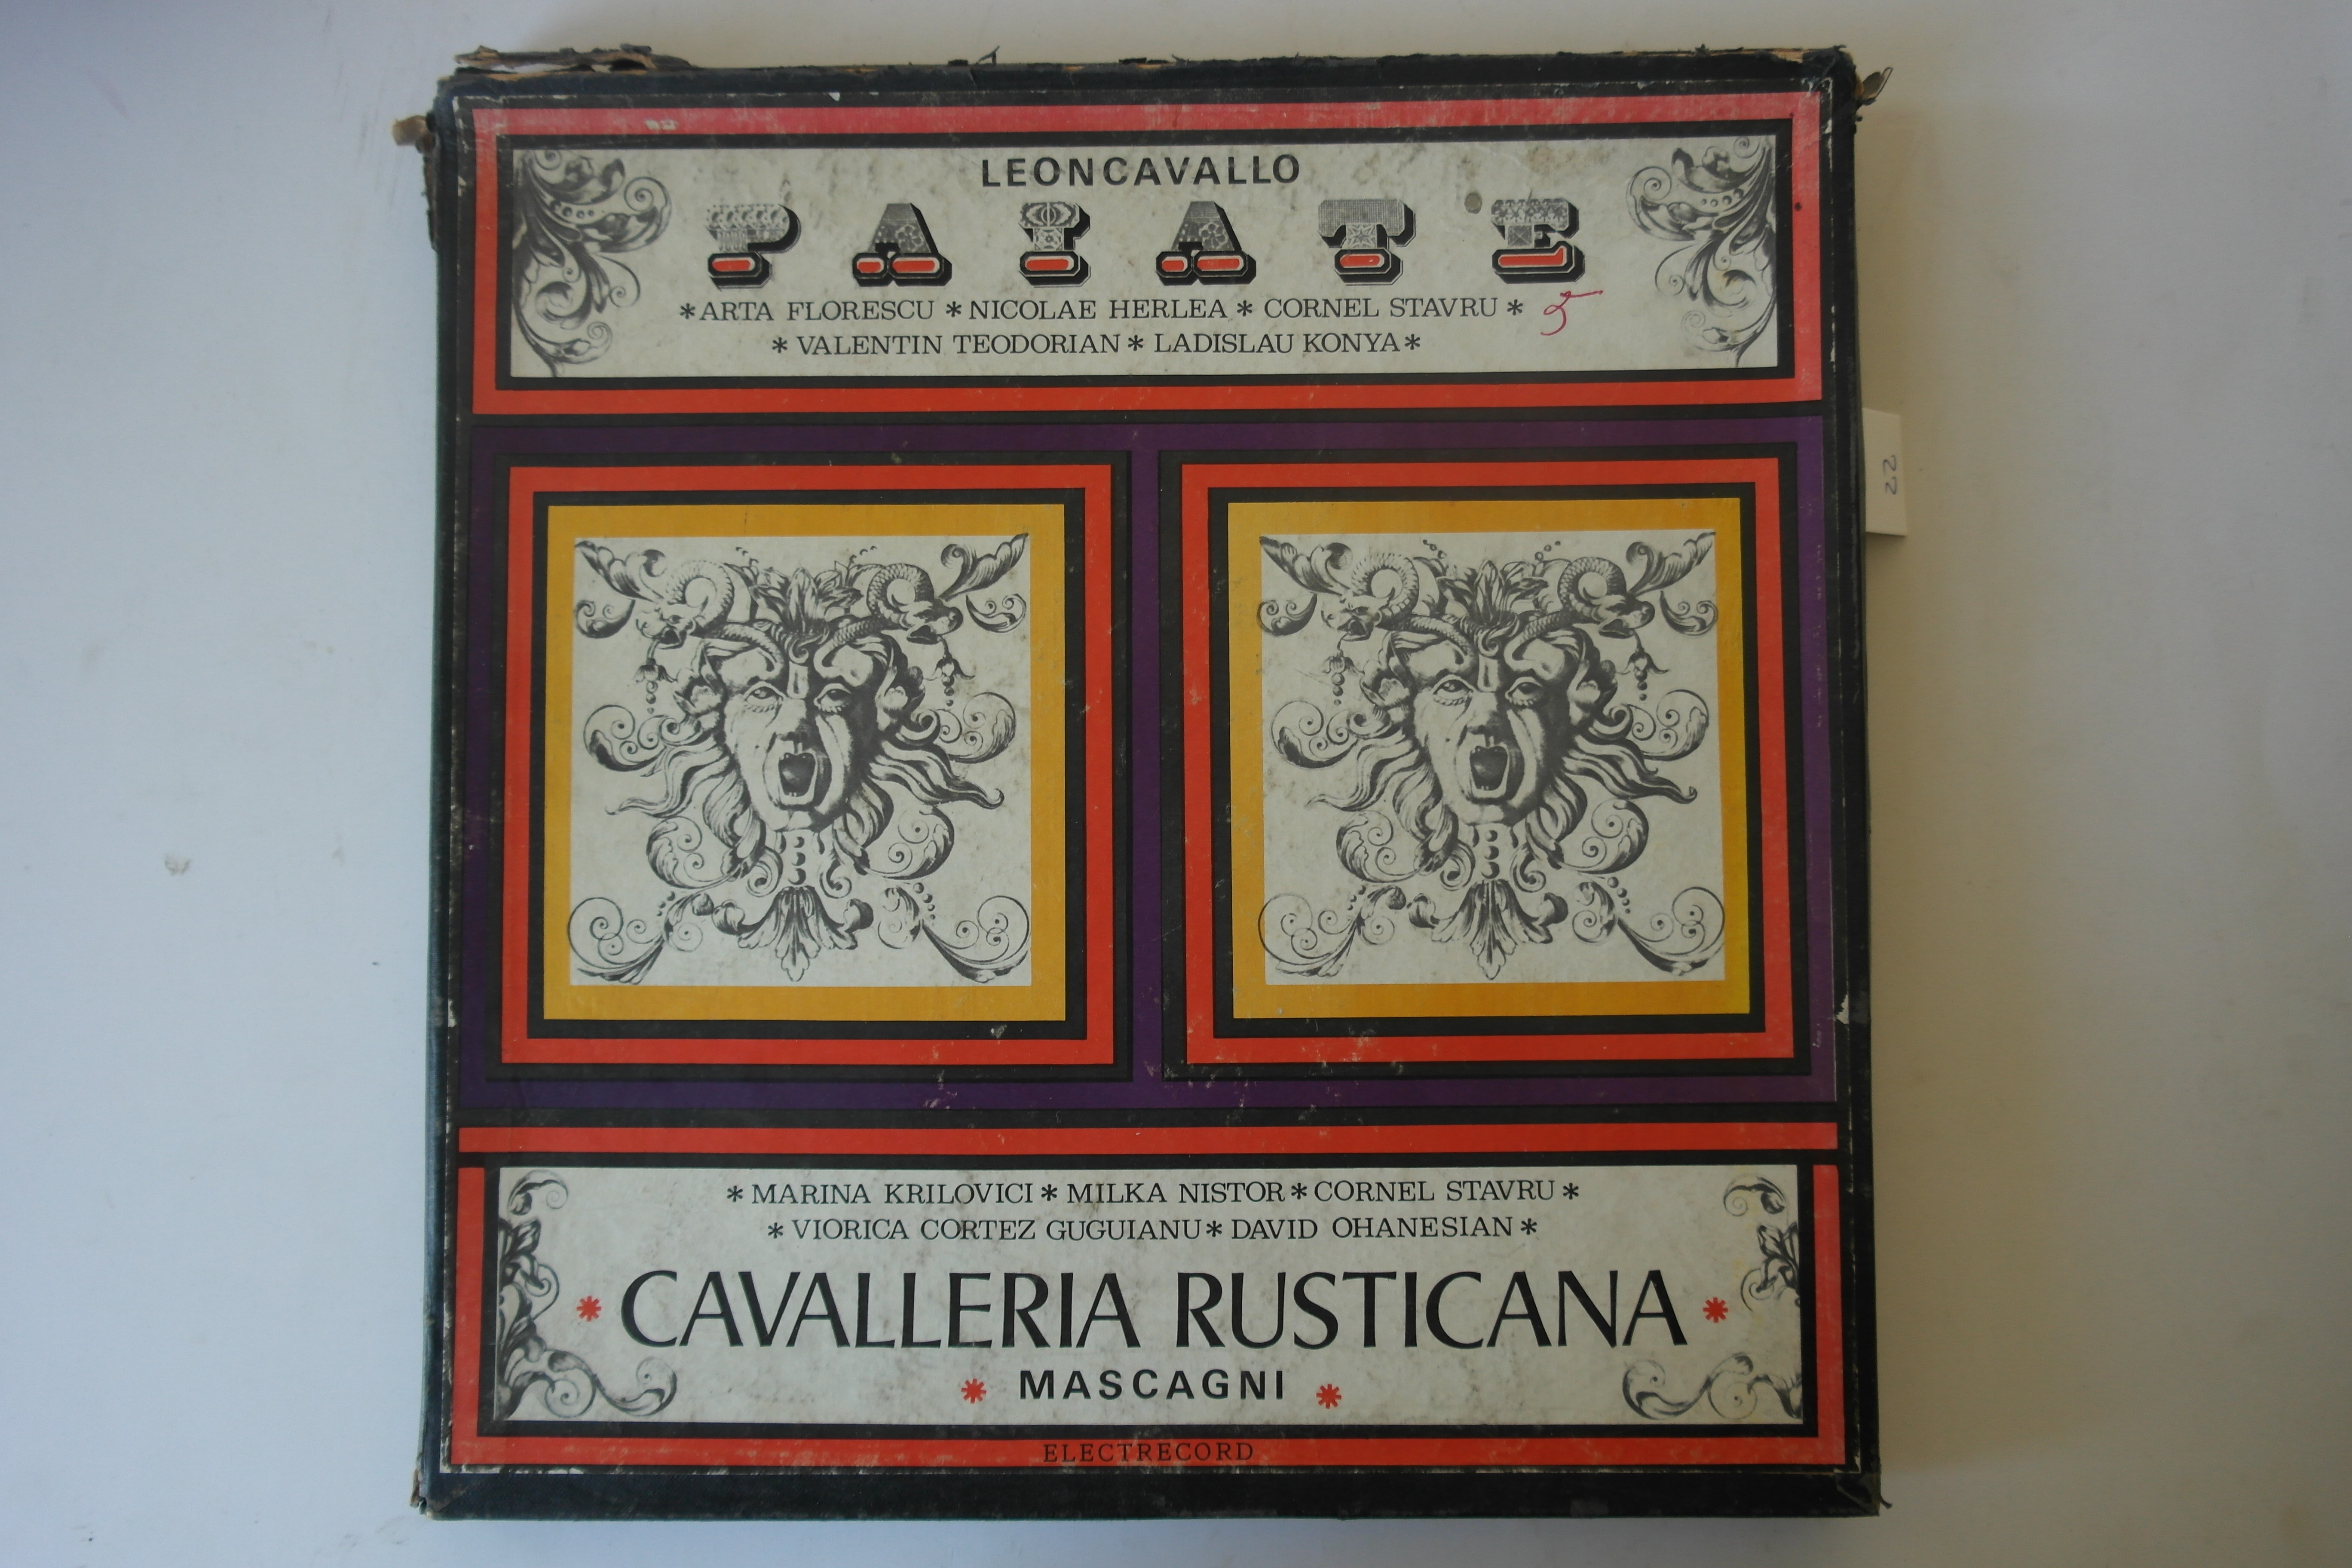 LEONCAVALLO
PAIAȚE
*ARTA FLORESCU *NICOLAE HERLEA* CORNEL STAVRU* 5
* VALENTIN TEODORIAN* LADISLAU KONYA*
22
*MARINA KRILOVICI* MILKA NISTOR*CORNEL STAVRU*
* VIORICA CORTEZ GUGUIANU* DAVID OHANESIAN*
* CAVALLERIA RUSTICANA *
* MASCAGNI *
ELECTRECORD